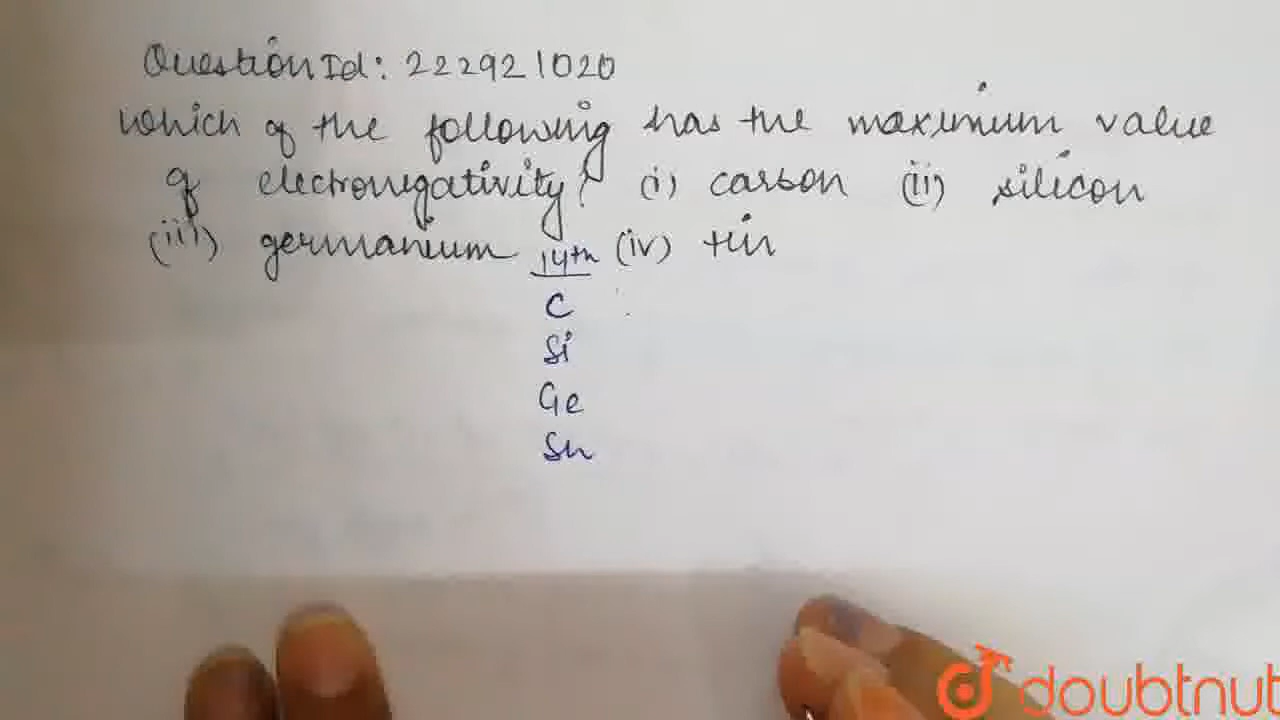 Question Id: 222921020
which of the following has the maximum value
of electronegativity? (i) carbon (ii) silicon
(iii) germanium (iv) tin
14th
C
Si
Ge
Sn
doubtnut